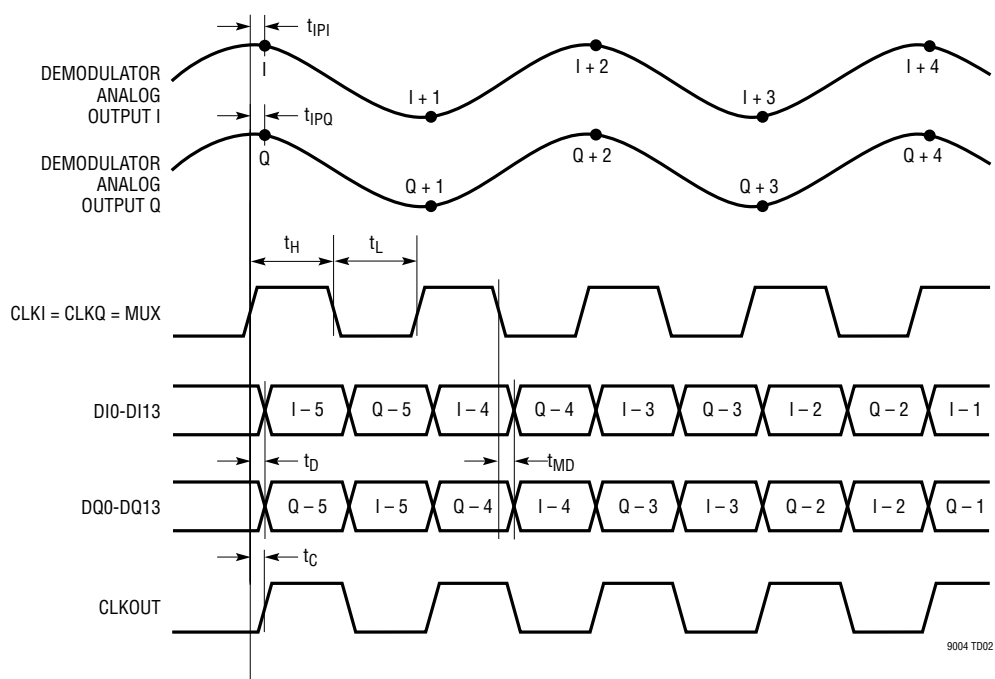 tIPI
DEMODULATOR
ANALOG
OUTPUT I
I
I + 1
I + 2
I + 3
I + 4
tIPQ
DEMODULATOR
ANALOG
OUTPUT Q
Q
Q + 1
Q + 2
Q + 3
Q + 4
tH
tL
CLKI = CLKQ = MUX
DI0-DI13
I – 5
Q – 5
I – 4
Q – 4
I – 3
Q – 3
I – 2
Q – 2
I – 1
tD
tMD
DQ0-DQ13
Q – 5
I – 5
Q – 4
I – 4
Q – 3
I – 3
Q – 2
I – 2
Q – 1
tC
CLKOUT
9004 TD02